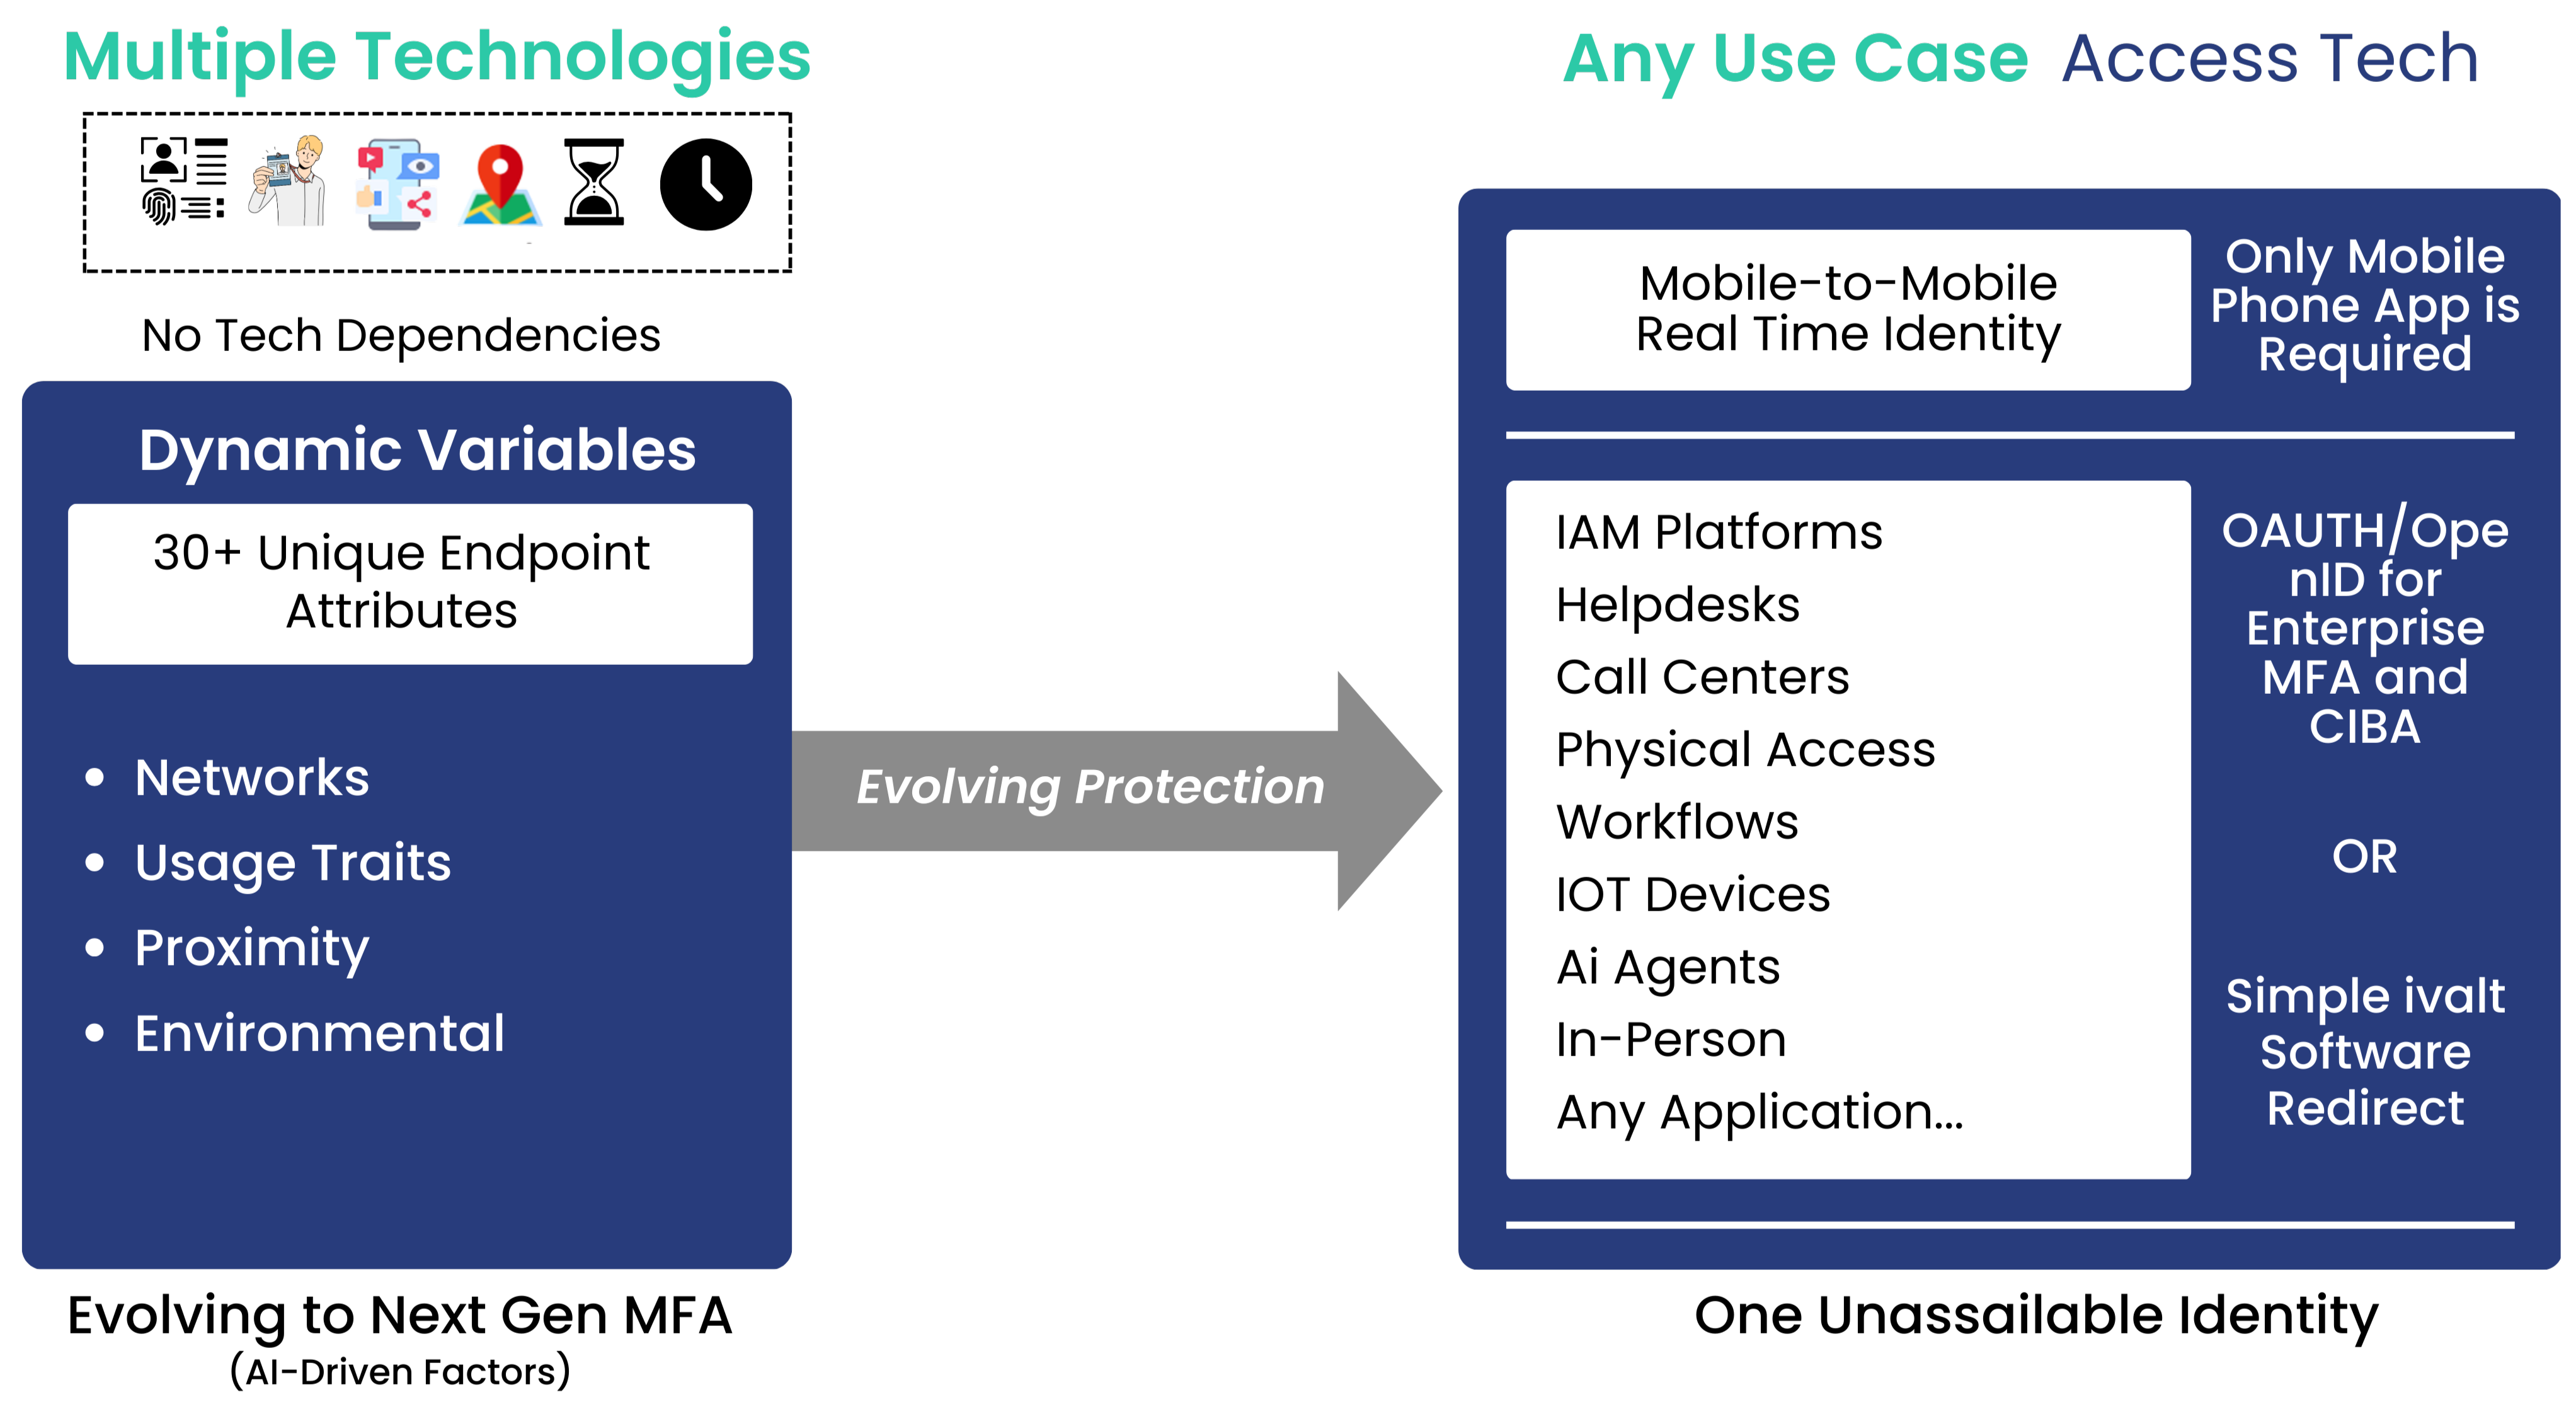 Multiple Technologies
No Tech Dependencies
Dynamic Variables
30+ Unique Endpoint
Attributes
• Networks
• Usage Traits
• Proximity
• Environmental
Evolving to Next Gen MFA
(AI-Driven Factors)
Evolving Protection
Any Use Case Access Tech
Mobile-to-Mobile
Real Time Identity
Only Mobile
Phone App is
Required
IAM Platforms
Helpdesks
Call Centers
Physical Access
Workflows
IOT Devices
Ai Agents
In-Person
Any Application...
OAUTH/Ope
nID for
Enterprise
MFA and
CIBA
OR
Simple ivalt
Software
Redirect
One Unassailable Identity